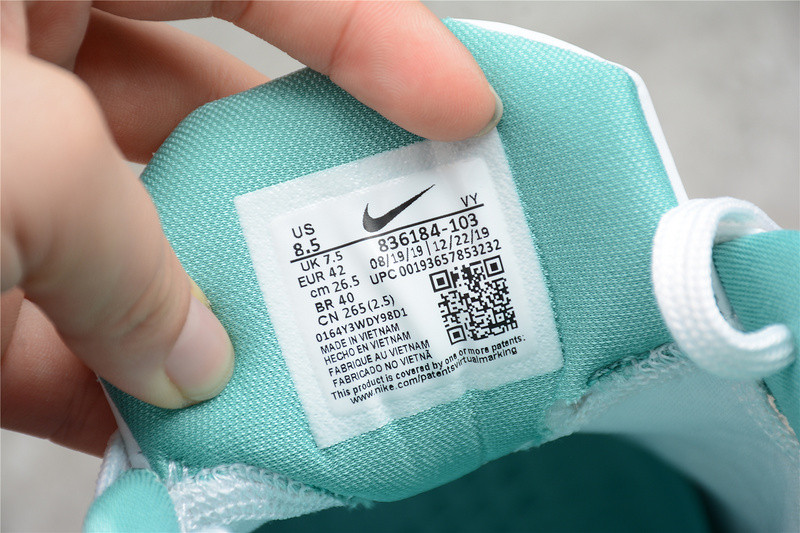 US
8.5
VY
836184-103
UK 7.5
08/19/19 | 12/22/19
EUR 42
UPC 00193657853232
cm 26.5
BR 40
CN 265(2.5)
0164Y3WDY98D1
MADE IN VIETNAM
HECHO EN VIETNAM
FABRIQUE AU VIETNAM
FABRICADO NO VIETNÃ
This product is covered by one or more patents:
www.nike.com/patentsvirtualmarking